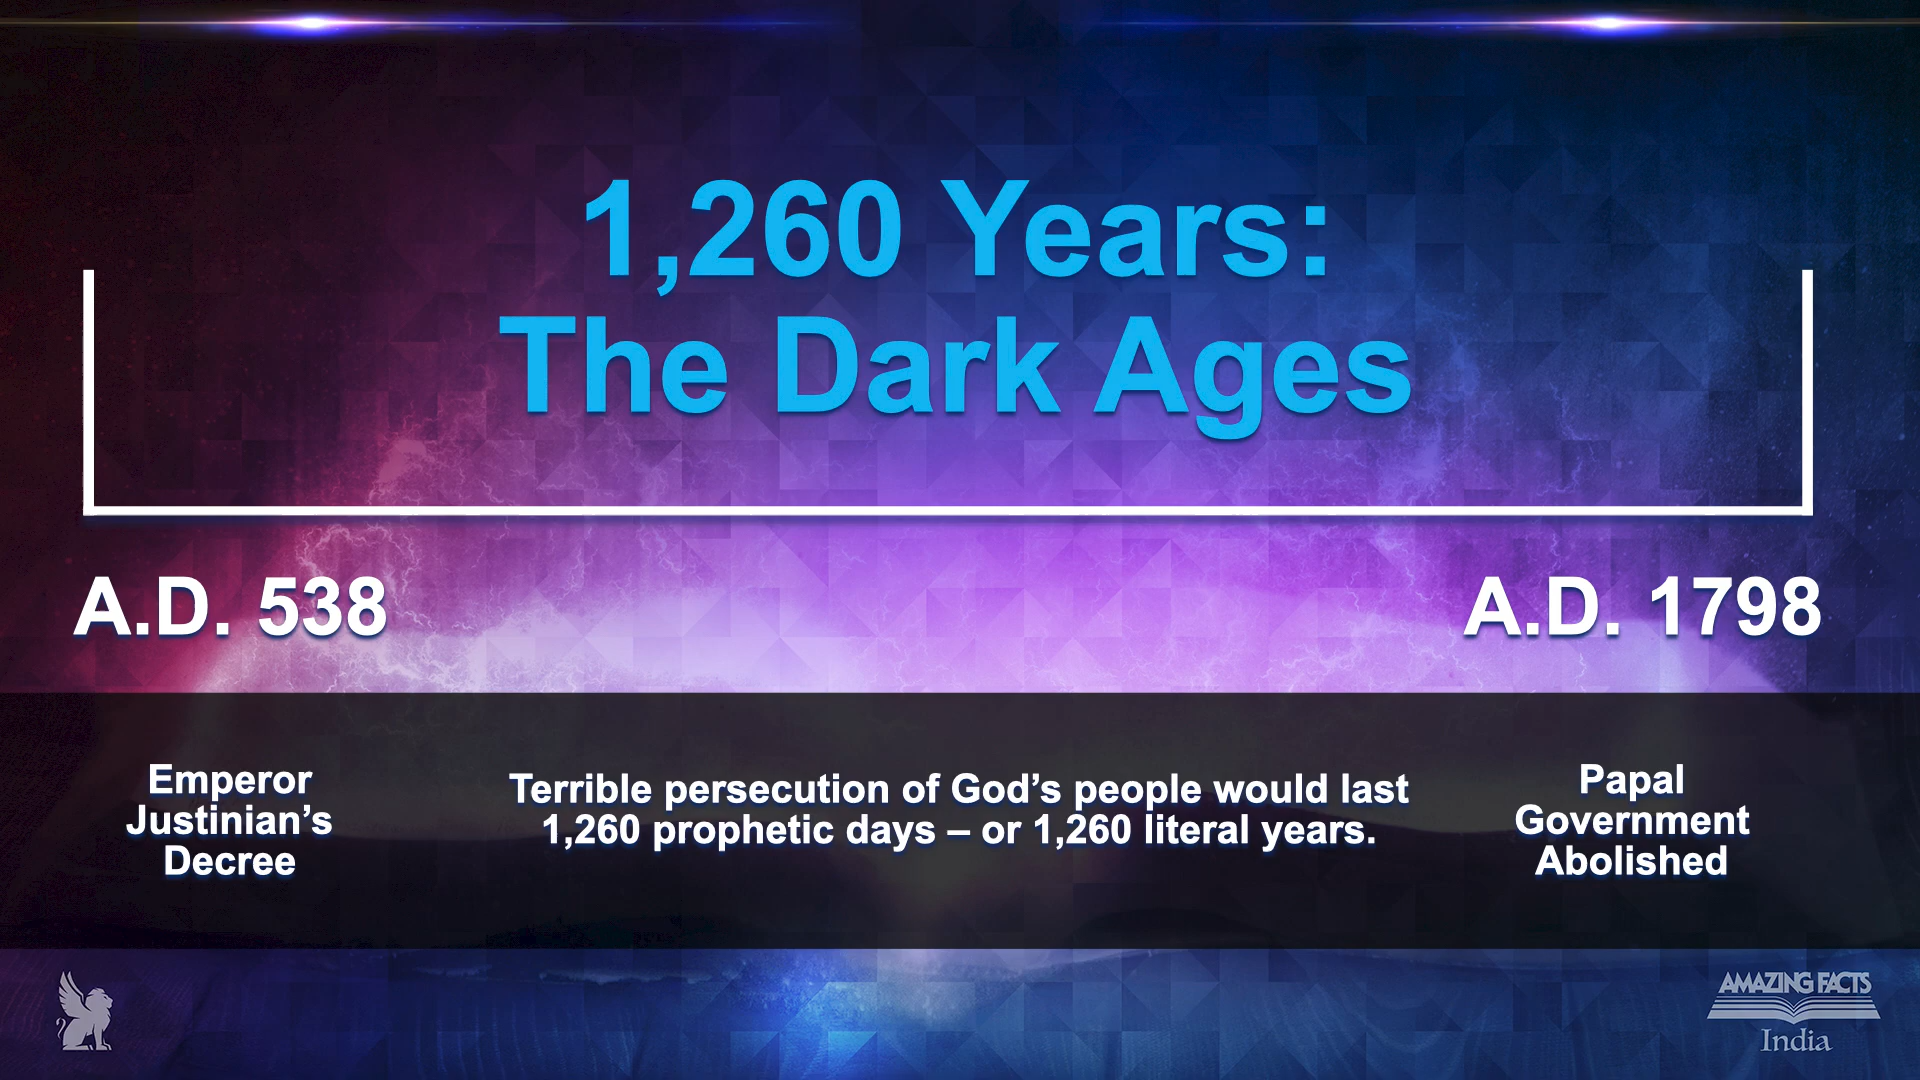 1,260 Years:
The Dark Ages
A.D. 538
A.D. 1798
Emperor
Justinian’s
Decree
Terrible persecution of God’s people would last
1,260 prophetic days – or 1,260 literal years.
Papal
Government
Abolished
AMAZING FACTS
India